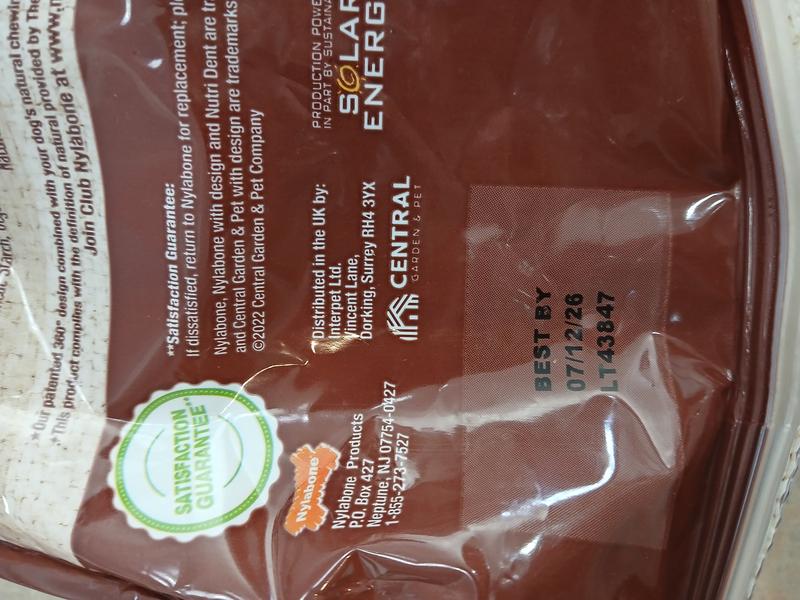 *Our patented 360° design combined with your dog's natural
*This product complies with the definition of natural provided by The
Join Club Nylabone at www.
**Satisfaction Guarantee:
If dissatisfied, return to Nylabone for replacement;
Nylabone, Nylabone with design and Nutri Dent are
and Central Garden & Pet with design are trademarks
©2022 Central Garden & Pet Company
SATISFACTION
GUARANTEE**
Distributed in the UK by:
Interpet Ltd.
Vincent Lane,
Dorking, Surrey RH4 3YX
CENTRAL
GARDEN & PET
PRODUCTION
IN PART BY
SOLAR
ENERG
Nylabone
Nylabone Products
P.O. Box 427
Neptune, NJ 07754-0427
1-855-273-7527
BEST BY
07/12/26
LT43847